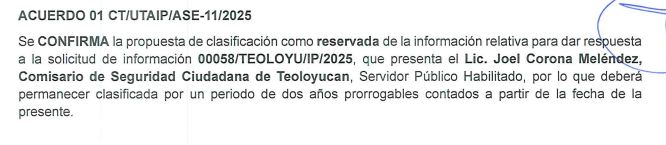 ACUERDO 01 CT/UTAIP/ASE-11/2025
Se CONFIRMA la propuesta de clasificación como reservada de la información relativa para dar respuesta
a la solicitud de información 00058/TEOLOYU/IP/2025, que presenta el Lic. Joel Corona Meléndez,
Comisario de Seguridad Ciudadana de Teoloyucan, Servidor Público Habilitado, por lo que deberá
permanecer clasificada por un periodo de dos años prorrogables contados a partir de la fecha de la
presente.